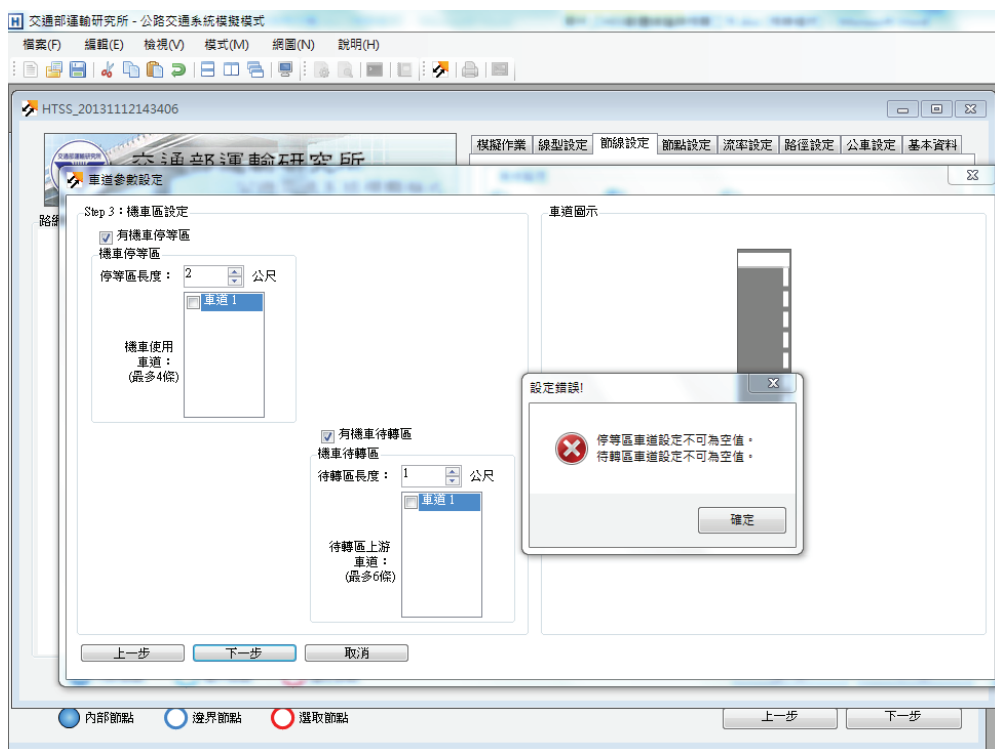 交通部運輸研究所 - 公路交通系統模擬模式
檔案(F) 編輯(E) 檢視(V) 模式(M) 網圖(N) 說明(H)
HTSS_20131112143406
交通部運輸研究所
模擬作業 線型設定 節線設定 節點設定 流率設定 路徑設定 公車設定 基本資料
車道參數設定
Step 3：機車區設定
車道圖示
有機車停等區
機車停等區
停等區長度： 2 公尺
車道 1
機車使用
車道：
(最多4條)
設定錯誤!
停等區車道設定不可為空值。
待轉區車道設定不可為空值。
確定
有機車待轉區
機車待轉區
待轉區長度： 1 公尺
車道 1
待轉區上游
車道：
(最多6條)
上一步 下一步 取消
內部節點 邊界節點 選取節點 上一步 下一步